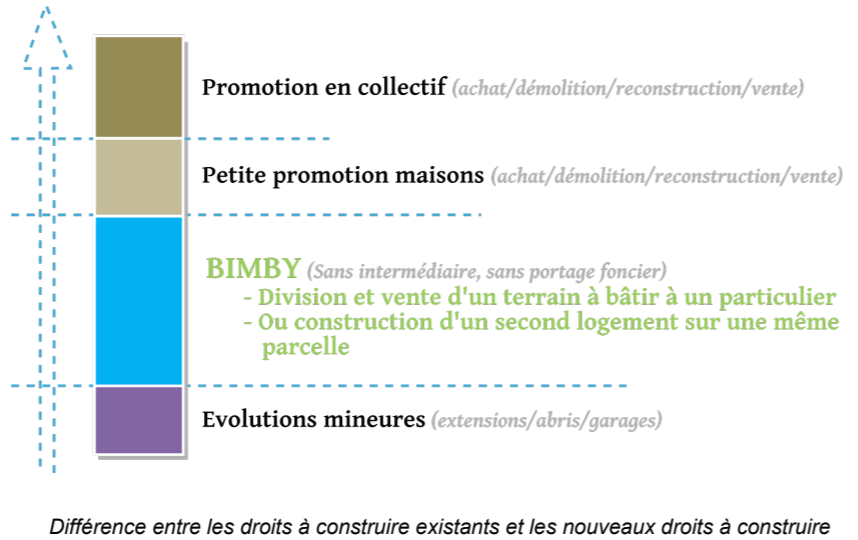 Promotion en collectif (achat/démolition/reconstruction/vente)
Petite promotion maisons (achat/démolition/reconstruction/vente)
BIMBY (Sans intermédiaire, sans portage foncier)
- Division et vente d'un terrain à bâtir à un particulier
- Ou construction d'un second logement sur une même
parcelle
Evolutions mineures (extensions/abris/garages)
Différence entre les droits à construire existants et les nouveaux droits à construire